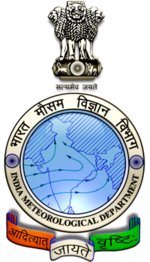 सत्यमेव जयते
भारत मौसम विज्ञान विभाग
INDIA METEOROLOGICAL DEPARTMENT
आदित्यात् जायते वृष्टिः